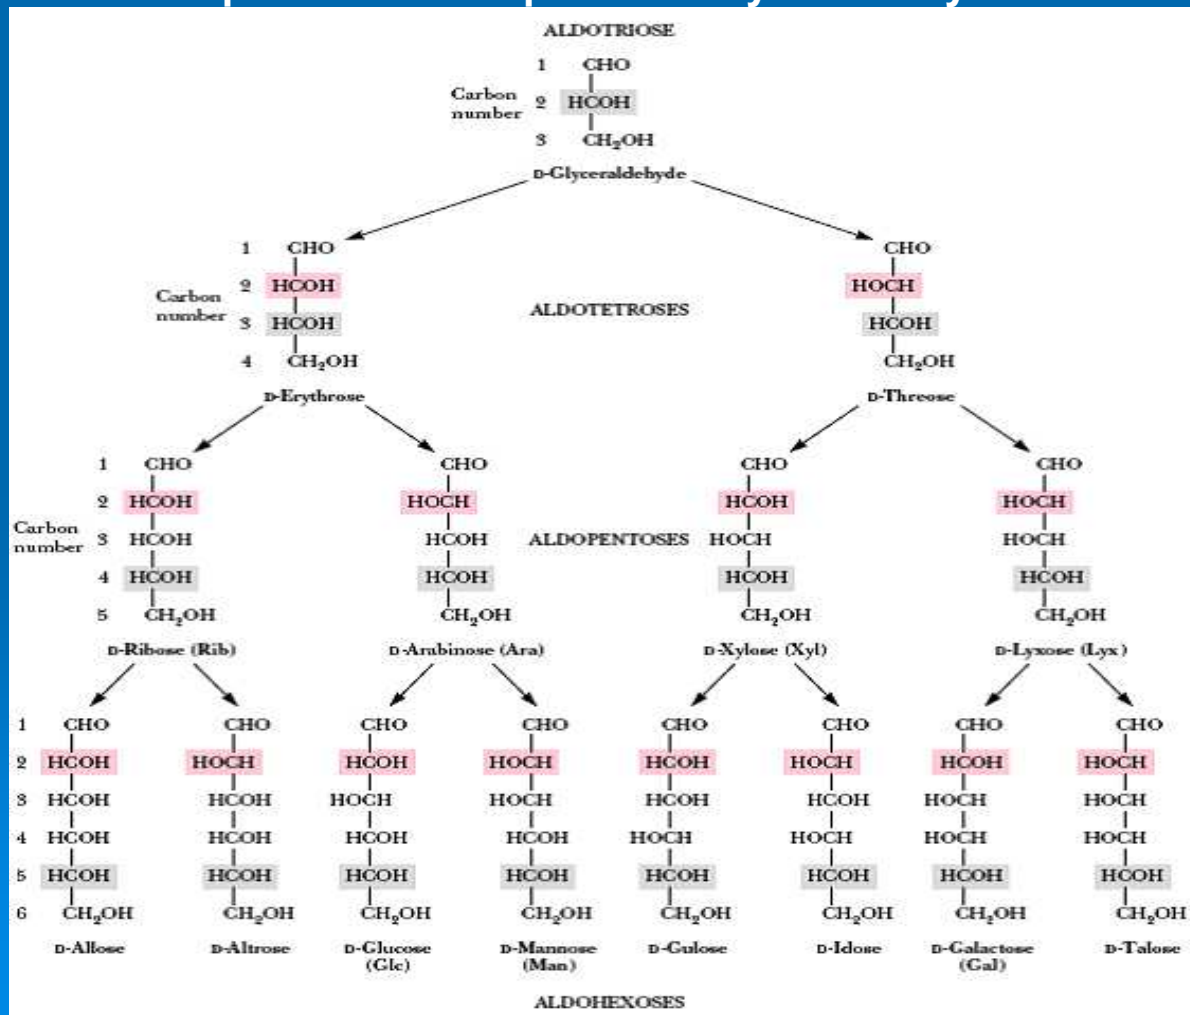 ALDOTRIOSE
1 CHO
Carbon number 2 HCOH
3 CH₂OH
D-Glyceraldehyde
1 CHO CHO
Carbon number 2 HCOH HOCH
3 HCOH ALDOTETROSES HCOH
4 CH₂OH CH₂OH
D-Erythrose D-Threose
1 CHO CHO CHO CHO
2 HCOH HOCH HCOH HOCH
Carbon number 3 HCOH HCOH ALDOPENTOSES HOCH HOCH
4 HCOH HCOH HCOH HCOH
5 CH₂OH CH₂OH CH₂OH CH₂OH
D-Ribose (Rib) D-Arabinose (Ara) D-Xylose (Xyl) D-Lyxose (Lyx)
1 CHO CHO CHO CHO CHO CHO CHO CHO
2 HCOH HOCH HCOH HOCH HCOH HOCH HCOH HOCH
3 HCOH HCOH HOCH HOCH HCOH HCOH HOCH HOCH
4 HCOH HCOH HCOH HCOH HOCH HOCH HOCH HOCH
5 HCOH HCOH HCOH HCOH HCOH HCOH HCOH HCOH
6 CH₂OH CH₂OH CH₂OH CH₂OH CH₂OH CH₂OH CH₂OH CH₂OH
D-Allose D-Altrose D-Glucose D-Mannose D-Gulose D-Idose D-Galactose D-Talose
(Glc) (Man) (Gal)
ALDOHEXOSES